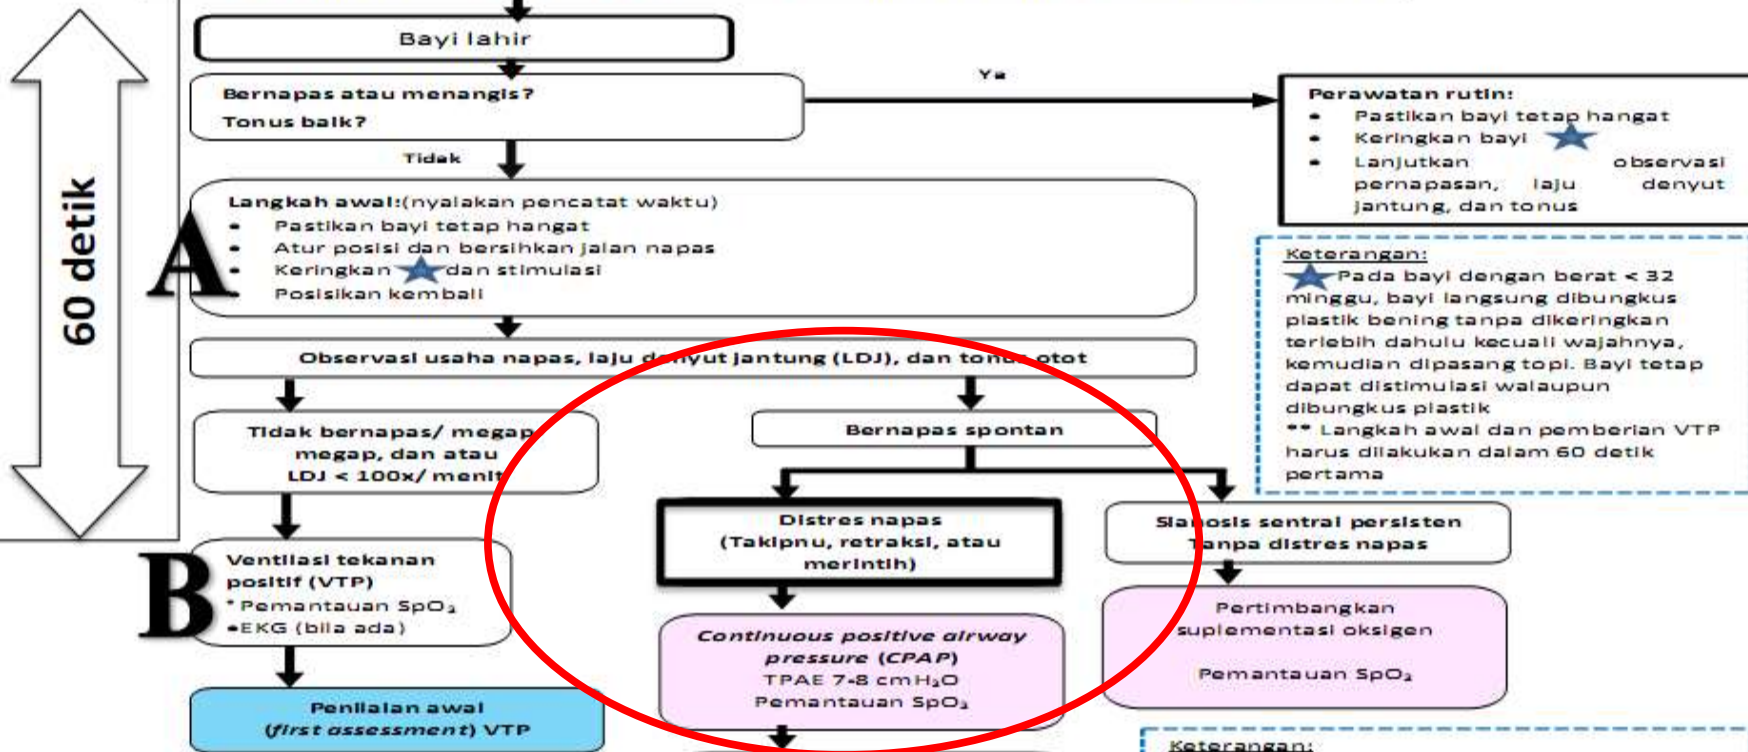 Bayi lahir
Bernapas atau menangis?
Tonus baik?
Ya
Tidak
Perawatan rutin:
• Pastikan bayi tetap hangat
• Keringkan bayi
• Lanjutkan observasi
pernapasan, laju denyut
jantung, dan tonus
60 detik
A
Langkah awal:(nyalakan pencatat waktu)
• Pastikan bayi tetap hangat
• Atur posisi dan bersihkan jalan napas
• Keringkan dan stimulasi
• Posisikan kembali
Keterangan:
Pada bayi dengan berat < 32
minggu, bayi langsung dibungkus
plastik bening tanpa dikeringkan
terlebih dahulu kecuali wajahnya,
kemudian dipasang topi. Bayi tetap
dapat distimulasi walaupun
dibungkus plastik
** Langkah awal dan pemberian VTP
harus dilakukan dalam 60 detik
pertama
Observasi usaha napas, laju denyut jantung (LDJ), dan tonus otot
Tidak bernapas/ megap
megap, dan atau
LDJ < 100x/ menit
Bernapas spontan
Distres napas
(Takipnu, retraksi, atau
merintih)
Sianosis sentral persisten
Tanpa distres napas
B
Ventilasi tekanan
positif (VTP)
*Pemantauan SpO₂
•EKG (bila ada)
Continuous positive airway
pressure (CPAP)
TPAE 7-8 cmH₂O
Pemantauan SpO₂
Pertimbangkan
suplementasi oksigen
Pemantauan SpO₂
Penilaian awal
(first assessment) VTP
Keterangan: